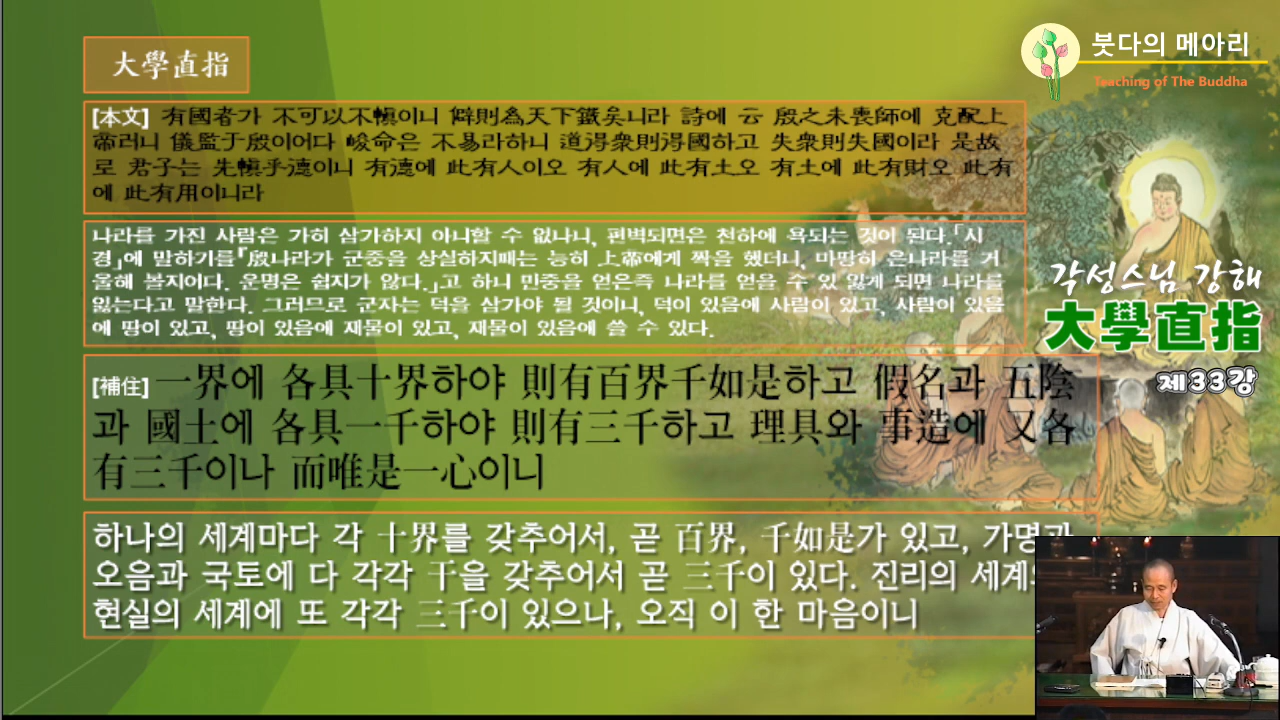 大學直指
붓다의 메아리
Teaching of The Buddha
[本文] 有國者가 不可以不愼이니 僻則為天下鐵矣니라 詩에 云 殷之未喪師에 克配上
帝러니 儀監于殷이어다 峻命은 不易라하니 道淂衆則淂國하고 失衆則失國이라 是故
로 君子는 先愼乎德이니 有德에 此有人이오 有人에 此有土오 有土에 此有財오 此有
에 此有用이니라
나라를 가진 사람은 가히 삼가하지 아니할 수 없나니, 편벽되면은 천하에 욕되는 것이 된다.「시
경」에 말하기를『殷나라가 군중을 상실하지때는 능히 上帝에게 짝을 했더니, 마땅히 은나라를 거
울해 볼지어다. 운명은 쉽지가 않다.」고 하니 민중을 얻은즉 나라를 얻을 수 있 잃게 되면 나라를
잃는다고 말한다. 그러므로 군자는 덕을 삼가야 될 것이니, 덕이 있음에 사람이 있고, 사람이 있음
에 땅이 있고, 땅이 있음에 재물이 있고, 재물이 있음에 쓸 수 있다.
[補住] 一界에 各具十界하야 則有百界千如是하고 假名과 五陰
과 國土에 各具一千하야 則有三千하고 理具와 事造에 又各
有三千이나 而唯是一心이니
하나의 세계마다 각 十界를 갖추어서, 곧 百界, 千如是가 있고, 가명과
오음과 국토에 다 각각 干을 갖추어서 곧 三千이 있다. 진리의 세계
현실의 세계에 또 각각 三千이 있으나, 오직 이 한 마음이니
각성스님 강해
大學直指
제33강